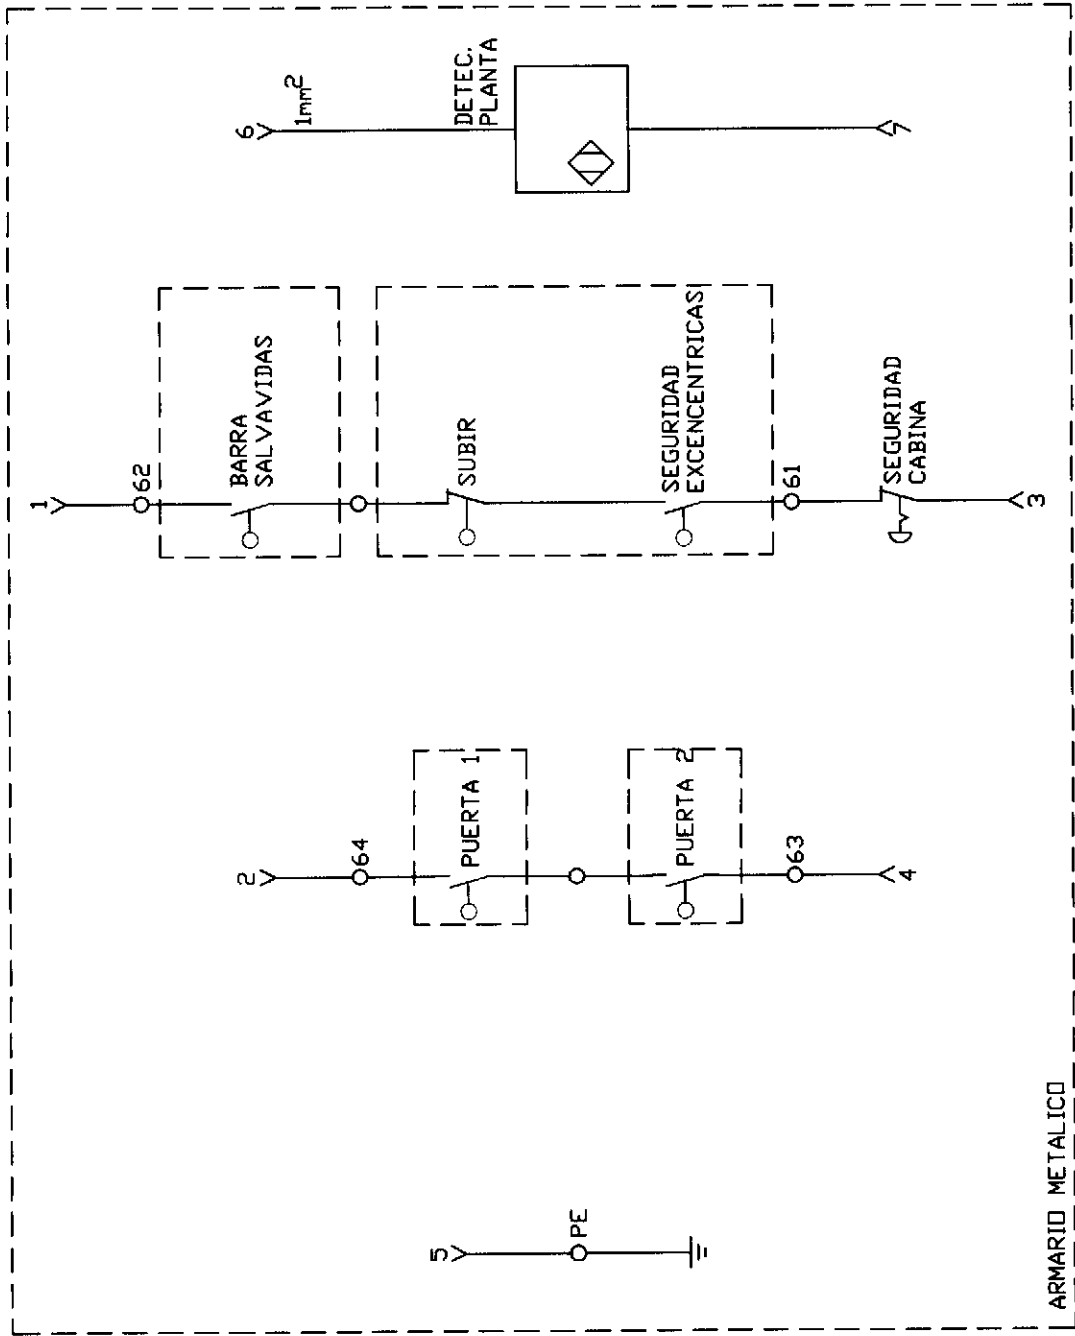 6
1mm²
DETEC.
PLANTA
7
1
62
BARRA
SALVAVIDAS
SUBIR
SEGURIDAD
EXCENCENTRICAS
61
SEGURIDAD
CABINA
3
2
64
PUERTA 1
PUERTA 2
63
4
5
PE
ARMARIO METALICO